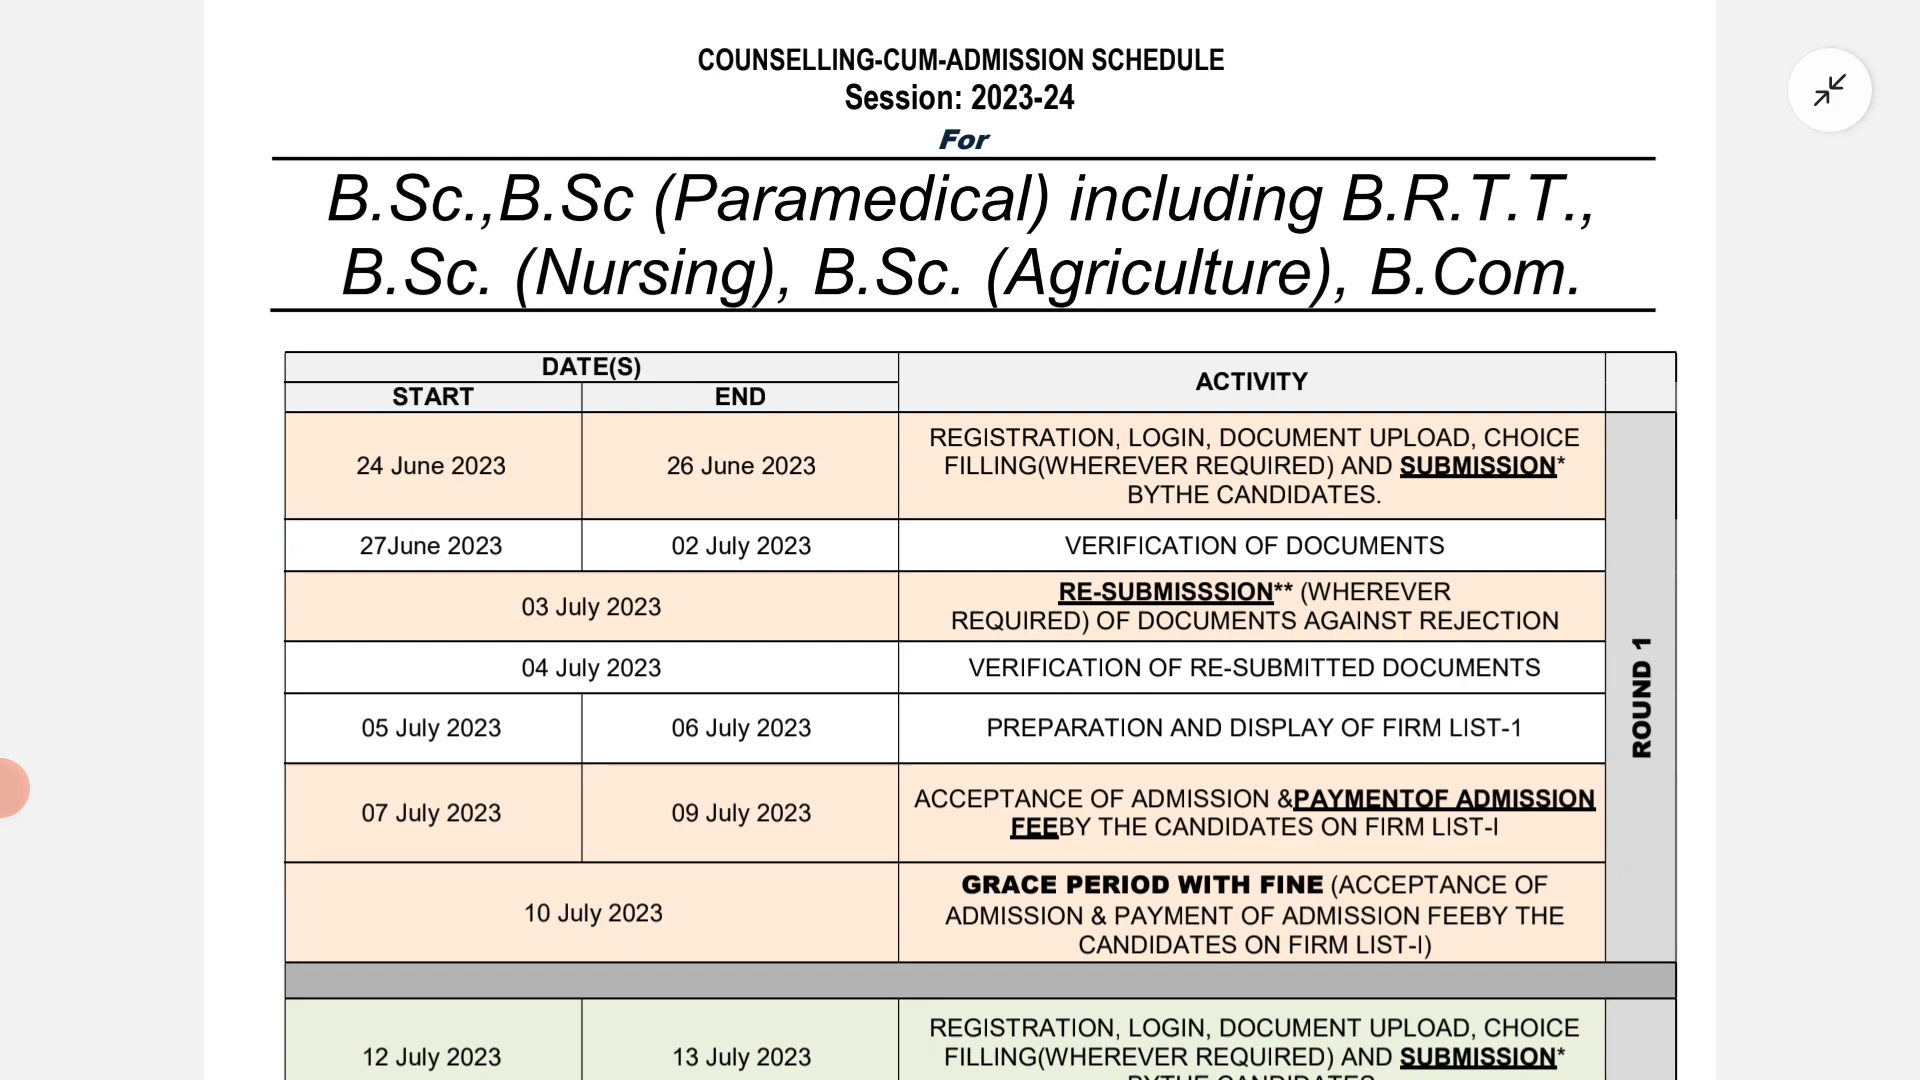 COUNSELLING-CUM-ADMISSION SCHEDULE
Session: 2023-24
For
B.Sc.,B.Sc (Paramedical) including B.R.T.T.,
B.Sc. (Nursing), B.Sc. (Agriculture), B.Com.
DATE(S)
ACTIVITY
START
END
24 June 2023
26 June 2023
REGISTRATION, LOGIN, DOCUMENT UPLOAD, CHOICE
FILLING(WHEREVER REQUIRED) AND SUBMISSION*
BYTHE CANDIDATES.
27June 2023
02 July 2023
VERIFICATION OF DOCUMENTS
03 July 2023
RE-SUBMISSSION** (WHEREVER
REQUIRED) OF DOCUMENTS AGAINST REJECTION
04 July 2023
VERIFICATION OF RE-SUBMITTED DOCUMENTS
05 July 2023
06 July 2023
PREPARATION AND DISPLAY OF FIRM LIST-1
07 July 2023
09 July 2023
ACCEPTANCE OF ADMISSION &PAYMENTOF ADMISSION
FEEBY THE CANDIDATES ON FIRM LIST-I
10 July 2023
GRACE PERIOD WITH FINE (ACCEPTANCE OF
ADMISSION & PAYMENT OF ADMISSION FEEBY THE
CANDIDATES ON FIRM LIST-I)
ROUND 1
12 July 2023
13 July 2023
REGISTRATION, LOGIN, DOCUMENT UPLOAD, CHOICE
FILLING(WHEREVER REQUIRED) AND SUBMISSION*